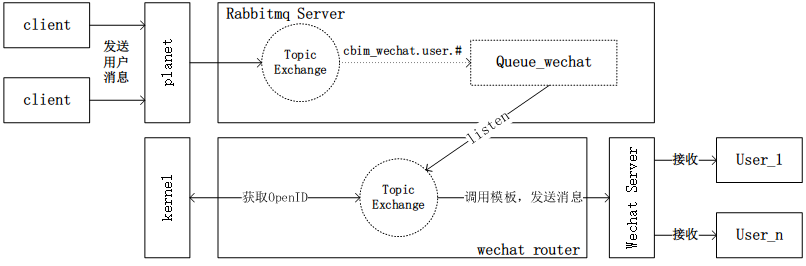 client
发送
用户
消息
client
planet
Rabbitmq Server
Topic
Exchange
cbim_wechat.user.#
Queue_wechat
listen
kernel
获取OpenID
Topic
Exchange
调用模板，发送消息
wechat router
Wechat Server
接收
User_1
接收
User_n